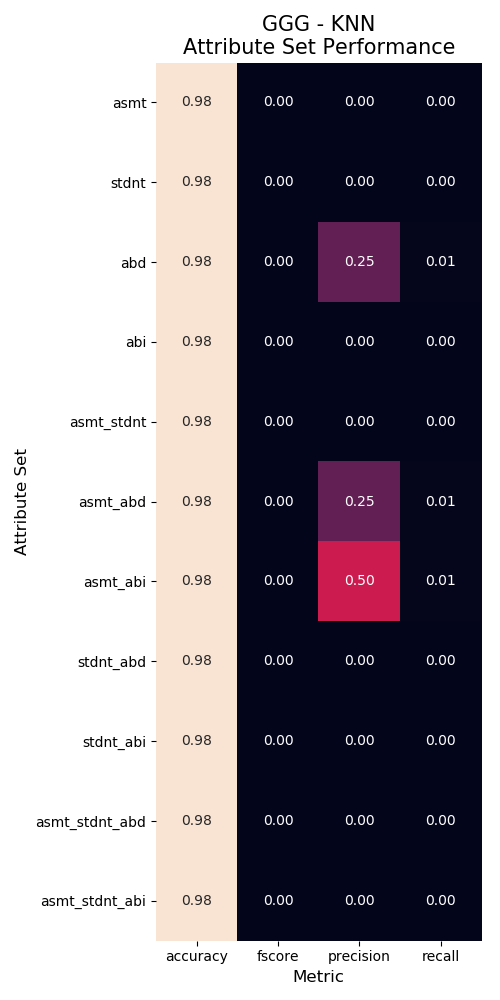 GGG - KNN
Attribute Set Performance
asmt 0.98 0.00 0.00 0.00
stdnt 0.98 0.00 0.00 0.00
abd 0.98 0.00 0.25 0.01
abi 0.98 0.00 0.00 0.00
asmt_stdnt 0.98 0.00 0.00 0.00
asmt_abd 0.98 0.00 0.25 0.01
asmt_abi 0.98 0.00 0.50 0.01
stdnt_abd 0.98 0.00 0.00 0.00
stdnt_abi 0.98 0.00 0.00 0.00
asmt_stdnt_abd 0.98 0.00 0.00 0.00
asmt_stdnt_abi 0.98 0.00 0.00 0.00
Attribute Set
accuracy fscore precision recall
Metric